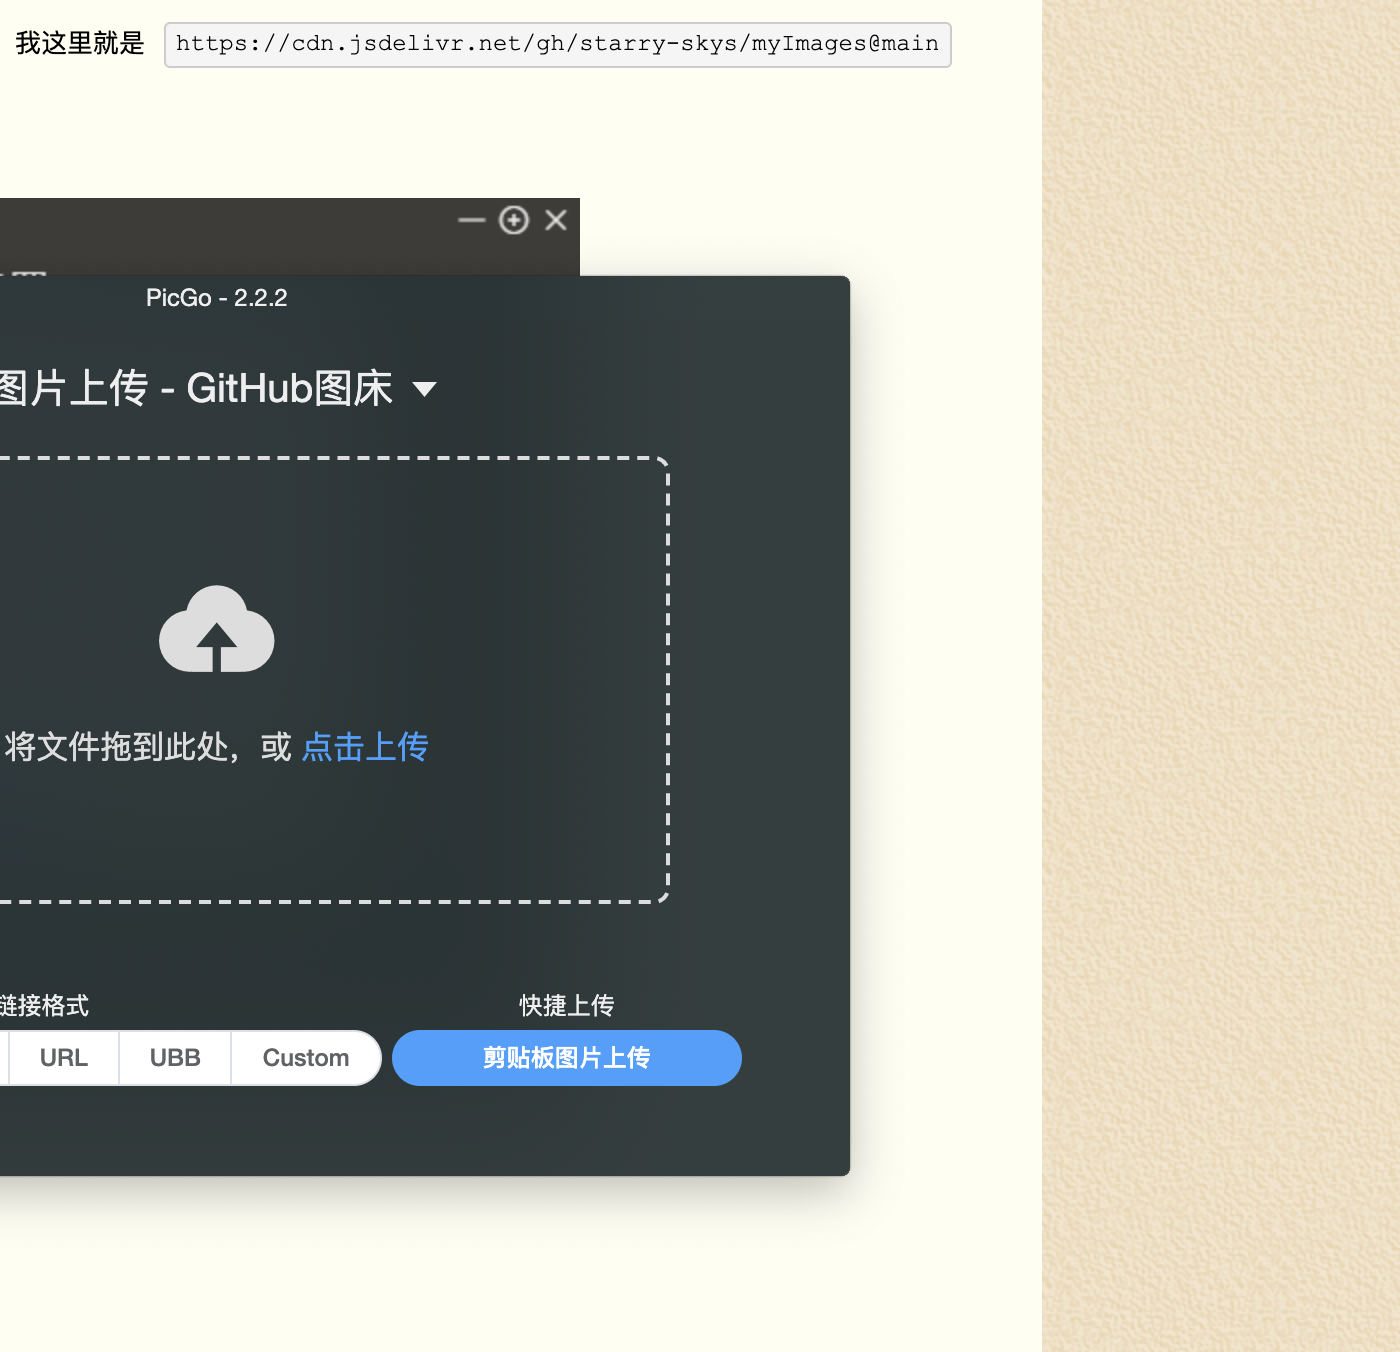 我这里就是 https://cdn.jsdelivr.net/gh/starry-skys/myImages@main
PicGo - 2.2.2
图片上传 - GitHub图床
将文件拖到此处，或 点击上传
链接格式
快捷上传
URL UBB Custom 剪贴板图片上传